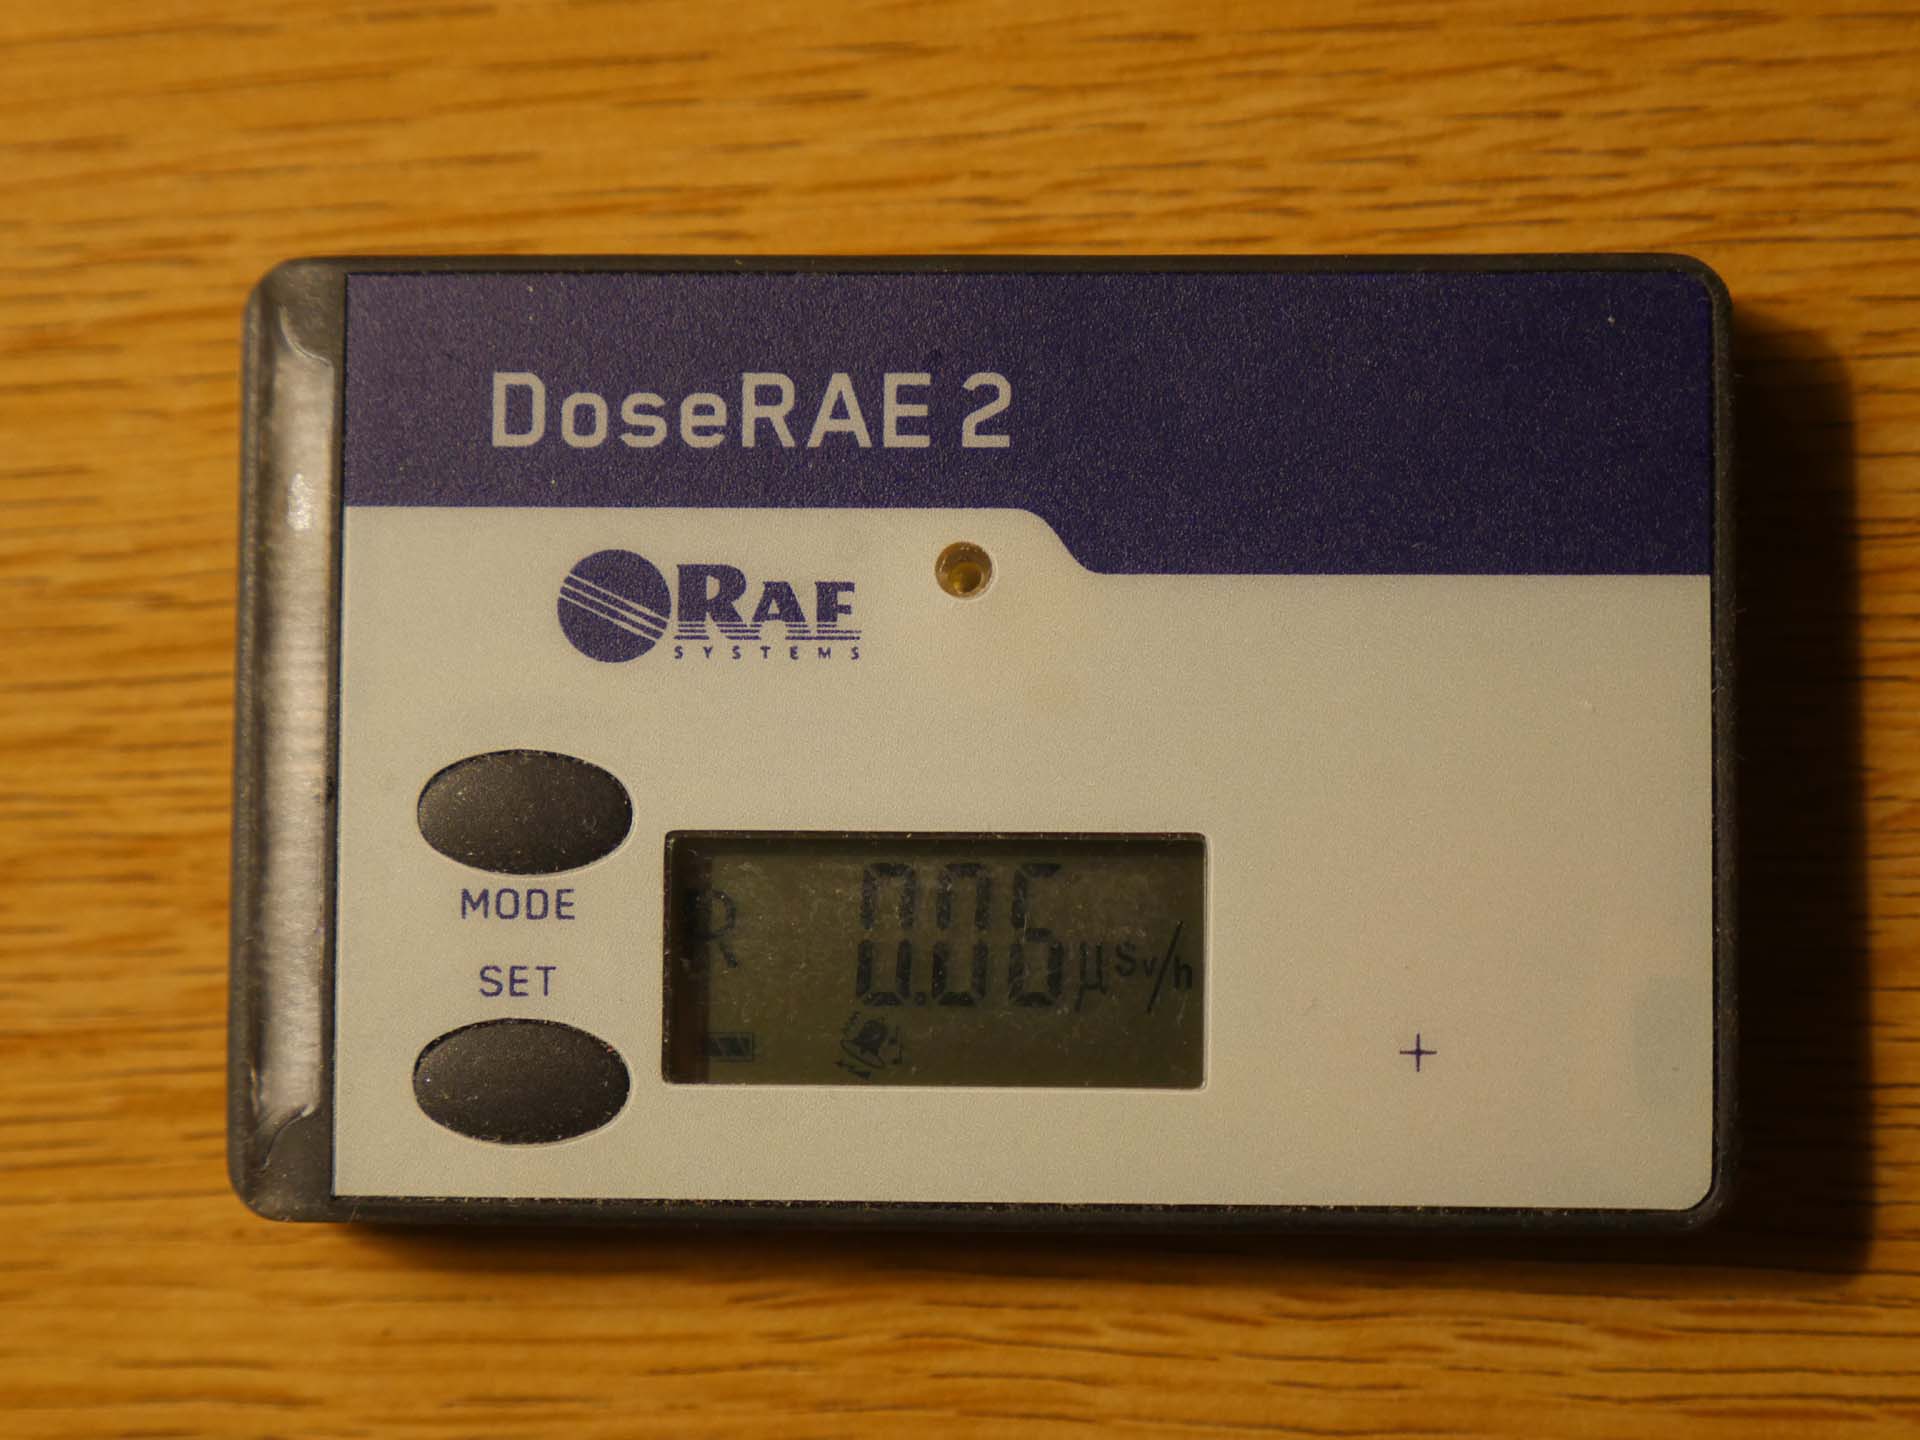 DoseRAE 2
RAE
SYSTEMS
MODE
SET
R 0.06 µSv/h
+